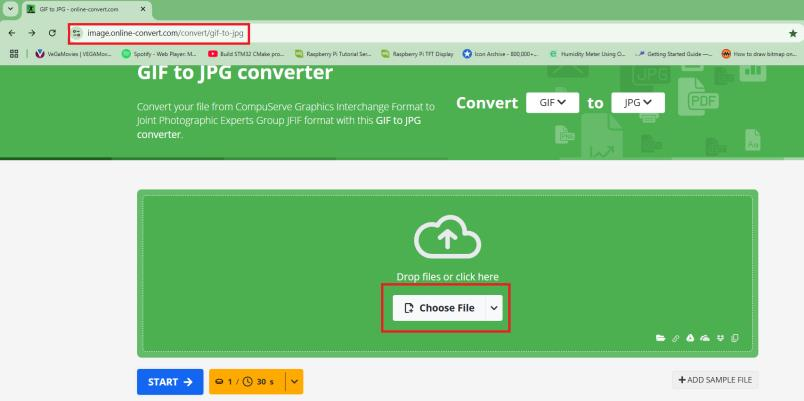 GIF to JPG - online-convert.com
image.online-convert.com/convert/gif-to-jpg
VeGaMovies | VEGAMov...
Spotify - Web Player: M...
Build STM32 CMake pro...
Raspberry Pi Tutorial Ser...
Raspberry Pi TFT Display
Icon Archive - 800,000+...
Humidity Meter Using O...
Getting Started Guide —...
How to draw bitmap on...
GIF to JPG converter
Convert your file from CompuServe Graphics Interchange Format to
Joint Photographic Experts Group JFIF format with this GIF to JPG
converter.
Convert GIF to JPG
JPG
PDF
PNG
Aa
Drop files or click here
Choose File
START → 1 / 30 s
+ ADD SAMPLE FILE